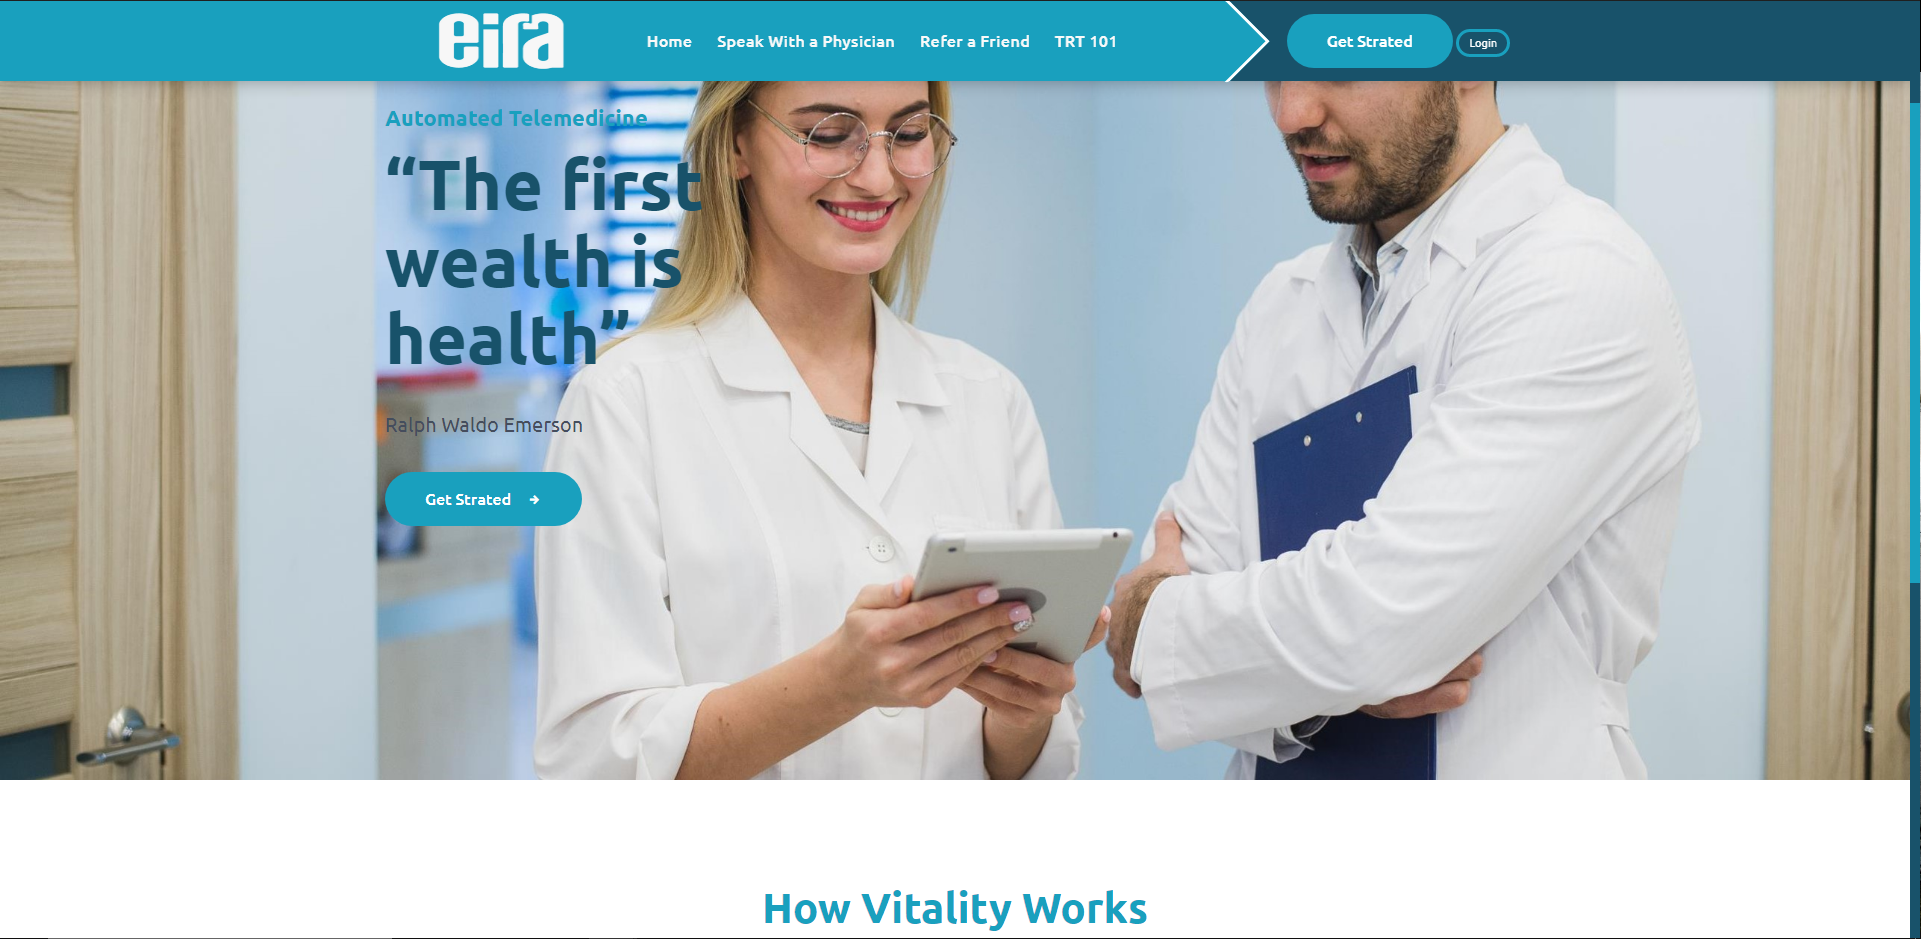 eira
Home Speak With a Physician Refer a Friend TRT 101 Get Strated Login
Automated Telemedicine
“The first
wealth is
health”
Ralph Waldo Emerson
Get Strated
How Vitality Works